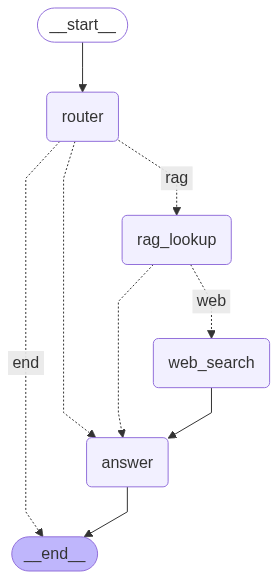 __start__
router
rag
rag_lookup
web
web_search
end
answer
__end__